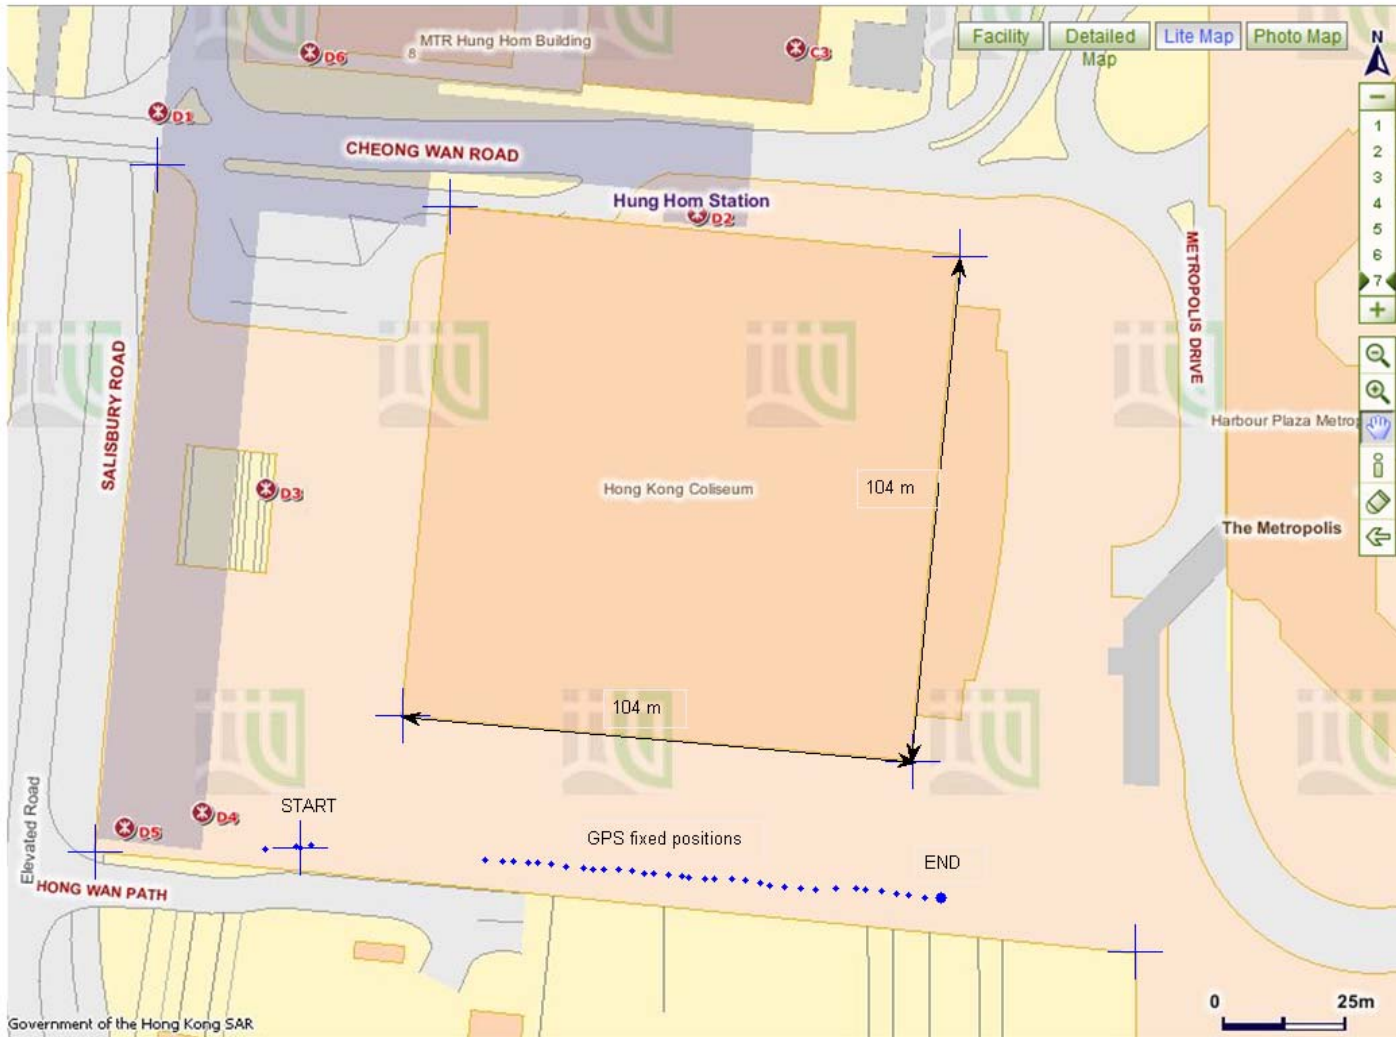 MTR Hung Hom Building
8
D6
C3
Facility
Detailed
Map
Lite Map
Photo Map
N
D1
CHEONG WAN ROAD
Hung Hom Station
D2
1
2
3
4
5
6
7
METROPOLIS DRIVE
SALISBURY ROAD
Harbour Plaza Metrop
D3
Hong Kong Coliseum
104 m
The Metropolis
104 m
START
D5
D4
GPS fixed positions
END
Elevated Road
HONG WAN PATH
0
25m
Government of the Hong Kong SAR